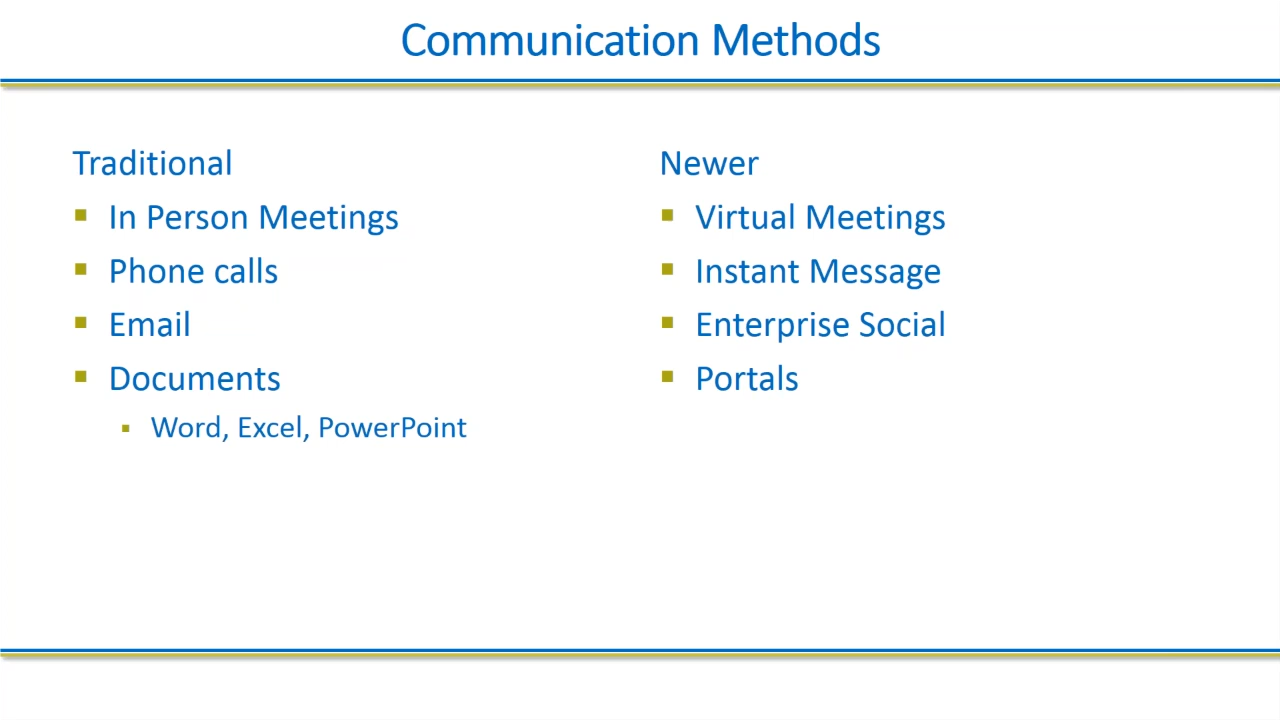 Communication Methods
Traditional
In Person Meetings
Phone calls
Email
Documents
Word, Excel, PowerPoint
Newer
Virtual Meetings
Instant Message
Enterprise Social
Portals